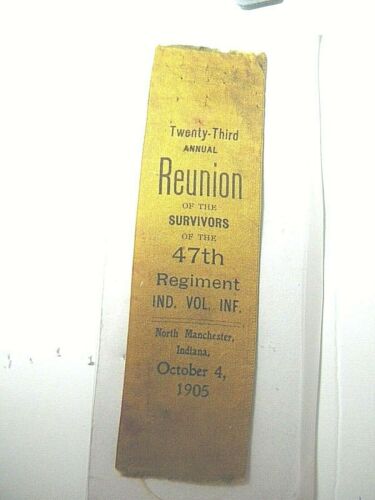 Twenty-Third
ANNUAL
Reunion
OF THE
SURVIVORS
OF THE
47th
Regiment
IND. VOL. INF.
North Manchester,
Indiana,
October 4,
1905